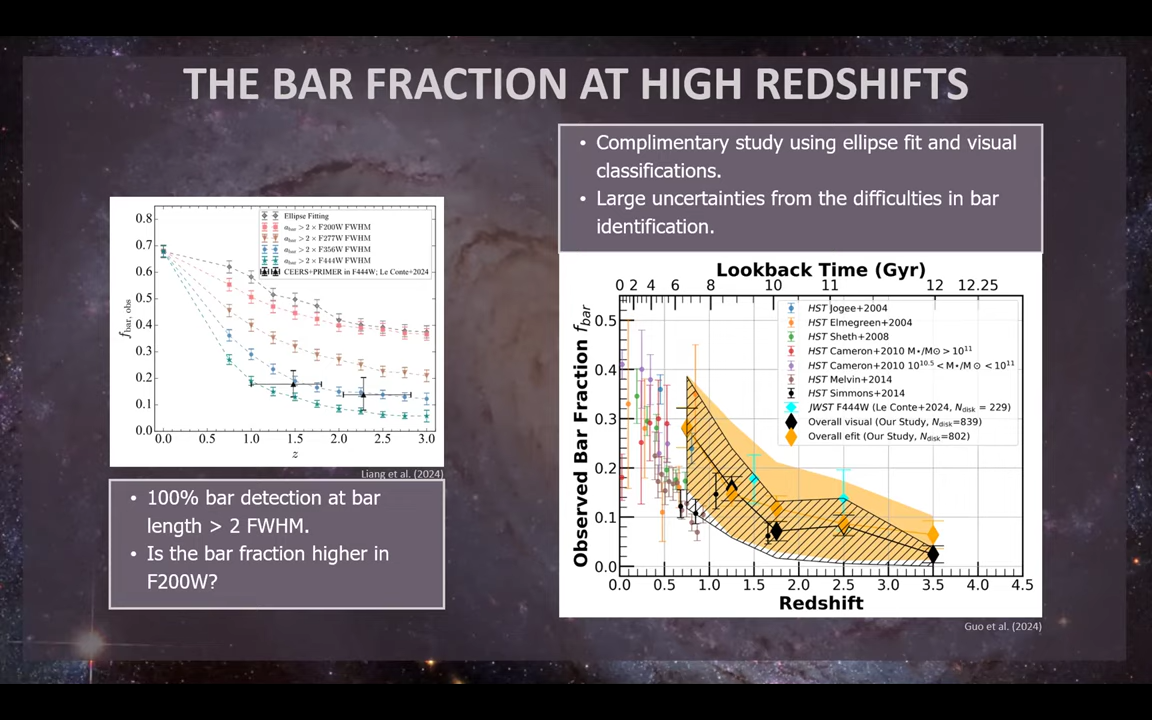 THE BAR FRACTION AT HIGH REDSHIFTS
• Complimentary study using ellipse fit and visual
classifications.
• Large uncertainties from the difficulties in bar
identification.
0.8
0.7
0.6
0.5
0.4
0.3
0.2
0.1
0.0
f_bar, obs
Ellipse Fitting
a_bar > 2 × F200W FWHM
a_bar > 2 × F277W FWHM
a_bar > 2 × F356W FWHM
a_bar > 2 × F444W FWHM
CEERS+PRIMER in F444W; Le Conte+2024
0.0 0.5 1.0 1.5 2.0 2.5 3.0
z
Liang et al. (2024)
• 100% bar detection at bar
length > 2 FWHM.
• Is the bar fraction higher in
F200W?
Lookback Time (Gyr)
0 2 4 6 8 10 11 12 12.25
Observed Bar Fraction f_bar
0.5
0.4
0.3
0.2
0.1
0.0
HST Jogee+2004
HST Elmegreen+2004
HST Sheth+2008
HST Cameron+2010 M⋆/M⊙ > 10¹¹
HST Cameron+2010 10^10.5 < M⋆/M⊙ < 10¹¹
HST Melvin+2014
HST Simmons+2014
JWST F444W (Le Conte+2024, N_disk = 229)
Overall visual (Our Study, N_disk=839)
Overall efit (Our Study, N_disk=802)
0.0 0.5 1.0 1.5 2.0 2.5 3.0 3.5 4.0 4.5
Redshift
Guo et al. (2024)